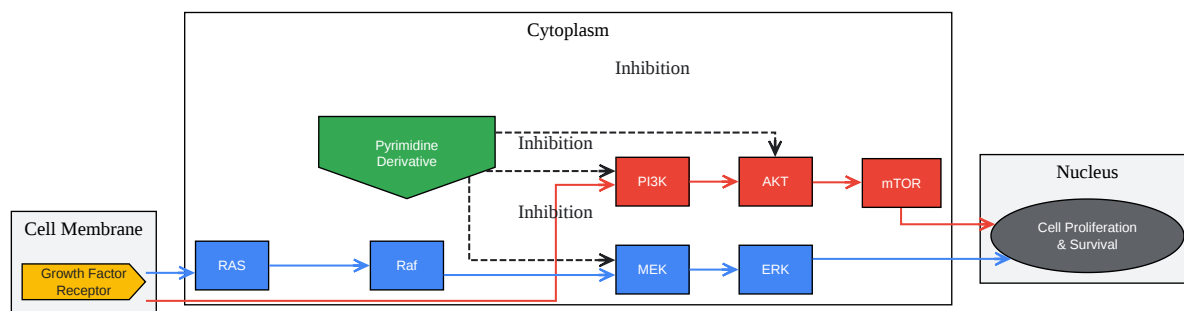 Cytoplasm
Inhibition
Pyrimidine
Derivative
Inhibition
PI3K
AKT
mTOR
Nucleus
Inhibition
Cell Membrane
Cell Proliferation
& Survival
RAS
Raf
MEK
ERK
Growth Factor
Receptor